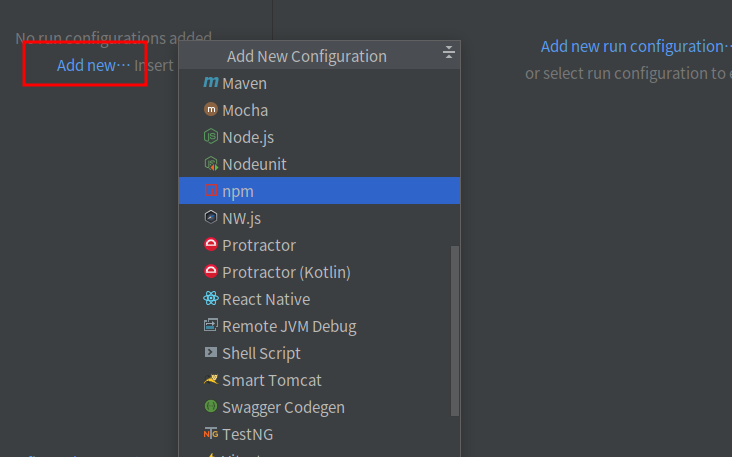 No run configurations added.
Add new... Insert
Add New Configuration
Maven
Mocha
Node.js
Nodeunit
npm
NW.js
Protractor
Protractor (Kotlin)
React Native
Remote JVM Debug
Shell Script
Smart Tomcat
Swagger Codegen
TestNG
Add new run configuration...
or select run configuration to